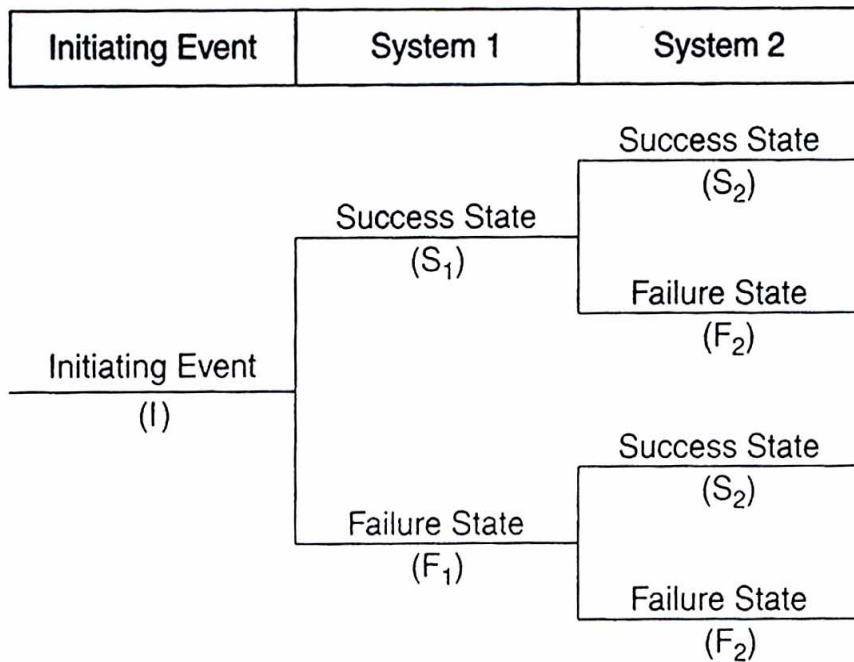 Initiating Event System 1 System 2
Success State
(S₂)
Success State
(S₁)
Failure State
(F₂)
Initiating Event
(I)
Success State
(S₂)
Failure State
(F₁)
Failure State
(F₂)